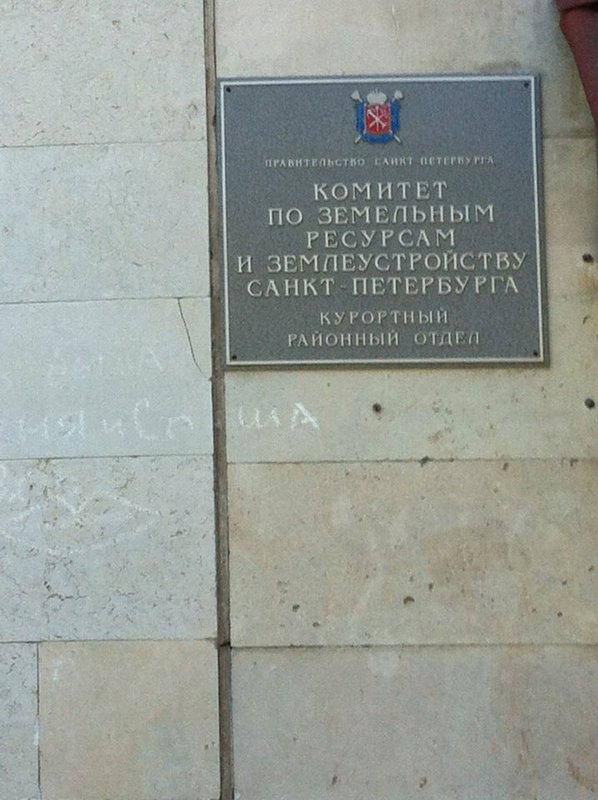 ПРАВИТЕЛЬСТВО САНКТ ПЕТЕРБУРГА
КОМИТЕТ
ПО ЗЕМЕЛЬНЫМ
РЕСУРСАМ
И ЗЕМЛЕУСТРОЙСТВУ
САНКТ-ПЕТЕРБУРГА
КУРОРТНЫЙ
РАЙОННЫЙ ОТДЕЛ